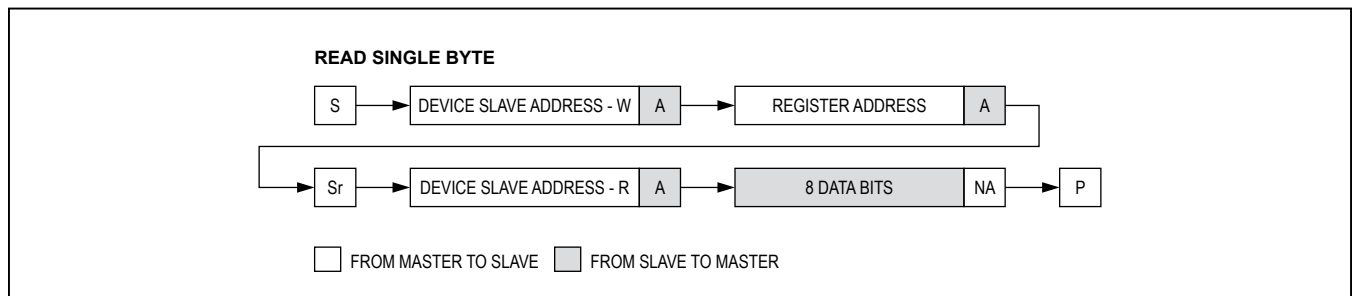 READ SINGLE BYTE
S DEVICE SLAVE ADDRESS - W A REGISTER ADDRESS A
Sr DEVICE SLAVE ADDRESS - R A 8 DATA BITS NA P
FROM MASTER TO SLAVE FROM SLAVE TO MASTER